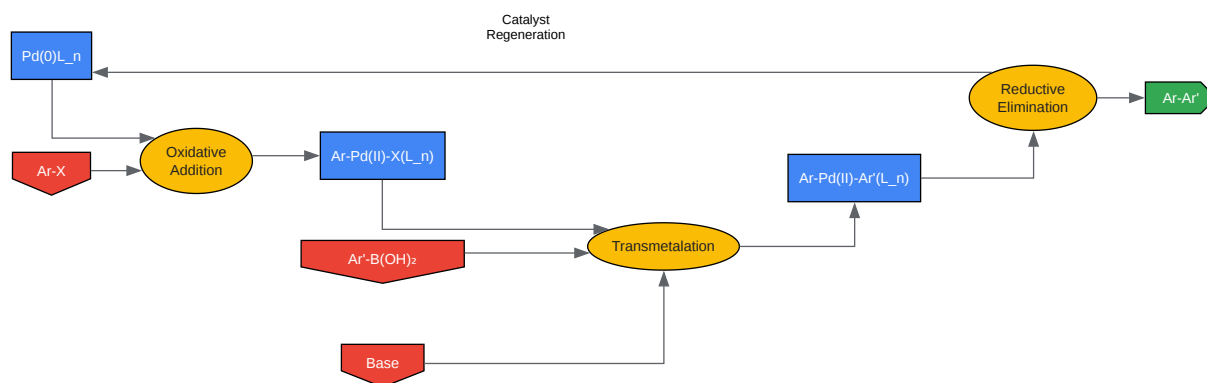 Catalyst
Regeneration
Pd(0)L_n
Reductive
Elimination
Ar-Ar'
Oxidative
Addition
Ar-X
Ar-Pd(II)-X(L_n)
Ar-Pd(II)-Ar'(L_n)
Transmetalation
Ar'-B(OH)₂
Base